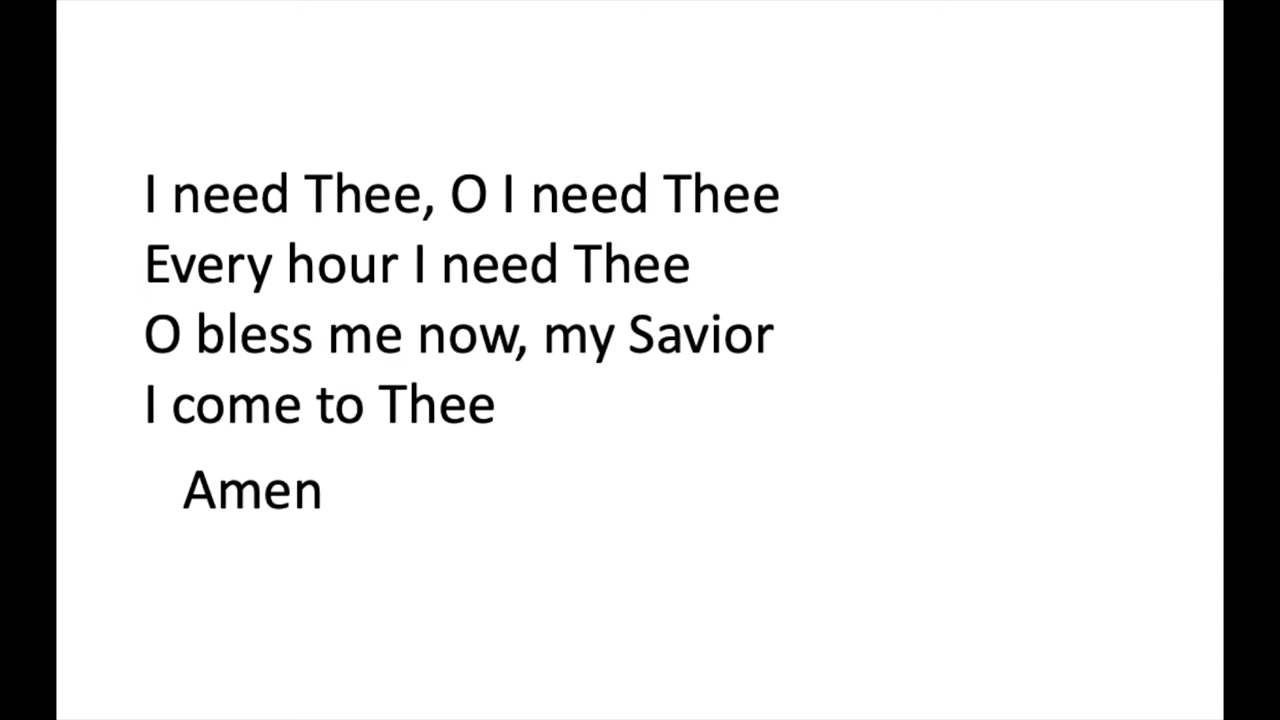 I need Thee, O I need Thee
Every hour I need Thee
O bless me now, my Savior
I come to Thee
Amen